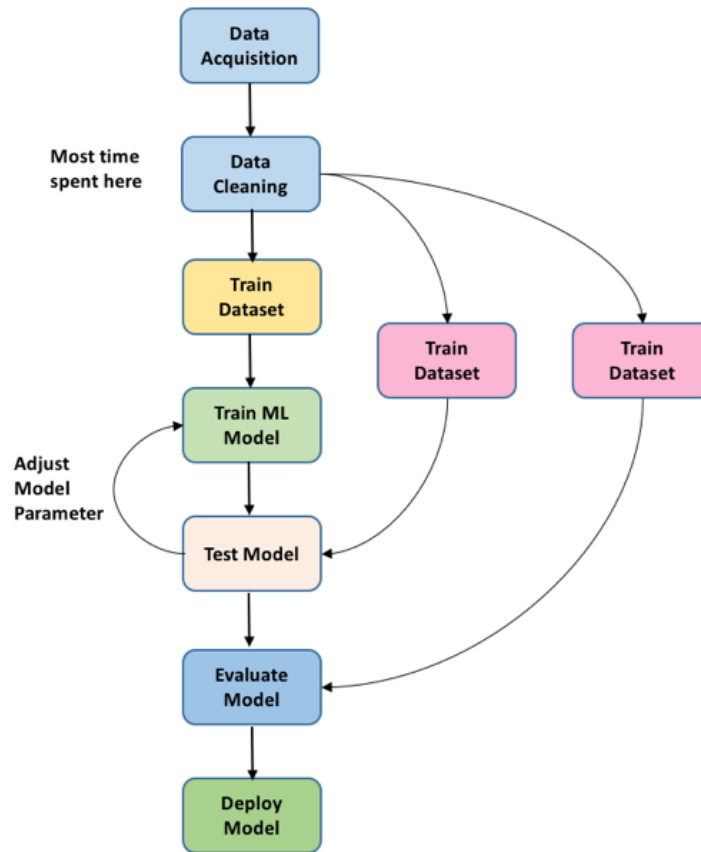 Data
Acquisition
Most time
spent here
Data
Cleaning
Train
Dataset
Train
Dataset
Train
Dataset
Train ML
Model
Adjust
Model
Parameter
Test Model
Evaluate
Model
Deploy
Model